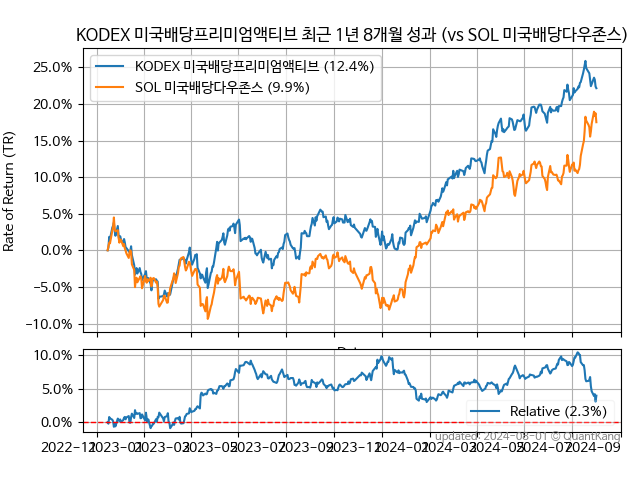 KODEX 미국배당프리미엄액티브 최근 1년 8개월 성과 (vs SOL 미국배당다우존스)
KODEX 미국배당프리미엄액티브 (12.4%)
SOL 미국배당다우존스 (9.9%)
Rate of Return (TR)
25.0%
20.0%
15.0%
10.0%
5.0%
0.0%
−5.0%
−10.0%
10.0%
5.0%
0.0%
Relative (2.3%)
updated: 2024-08-01 © QuantKang
2022-11 2023-01 2023-03 2023-05 2023-07 2023-09 2023-11 2024-01 2024-03 2024-05 2024-07 2024-09